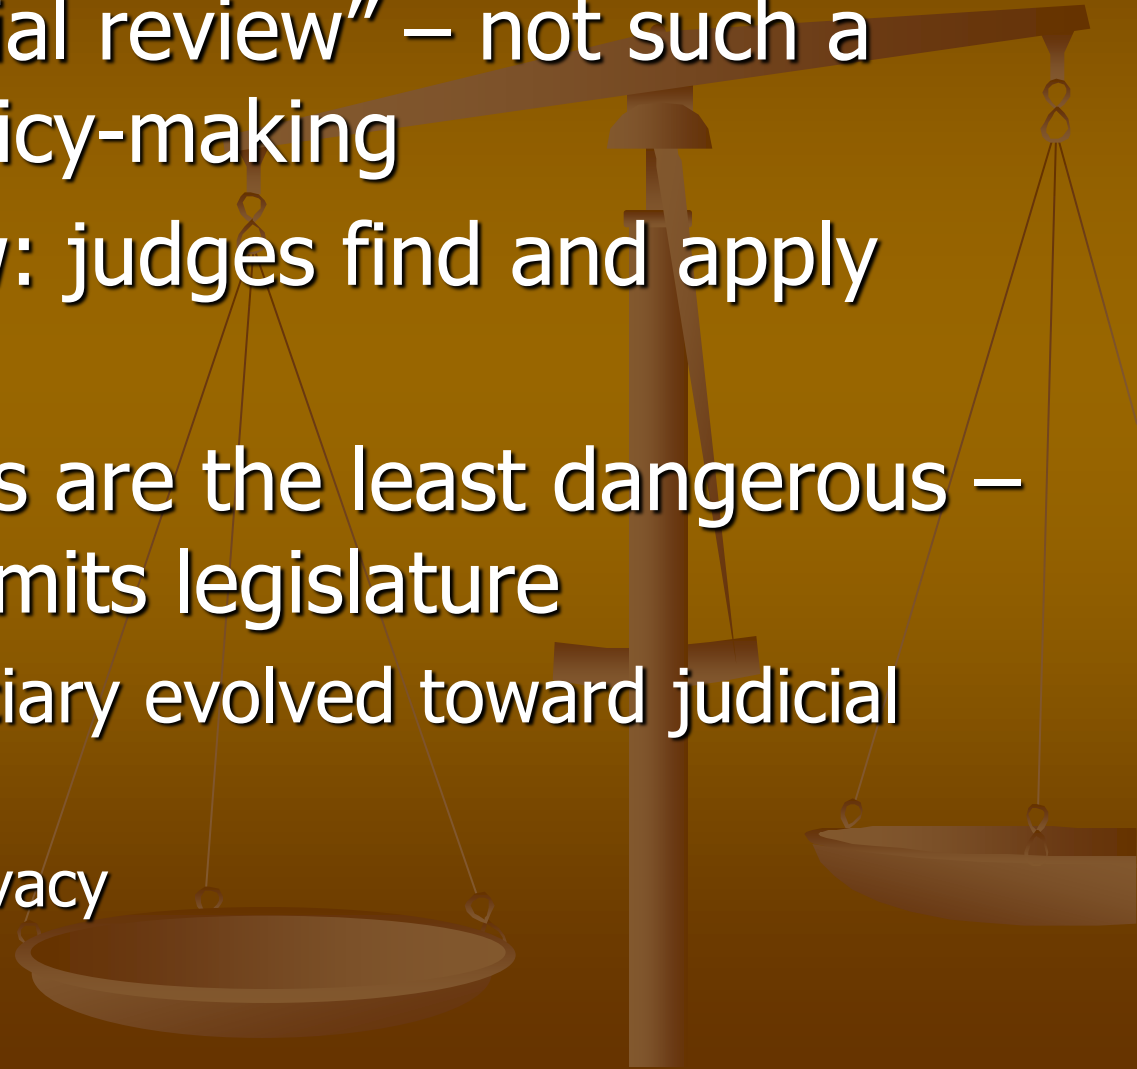 ial review” – not such a
icy-making
: judges find and apply
s are the least dangerous –
mits legislature
iary evolved toward judicial
vacy